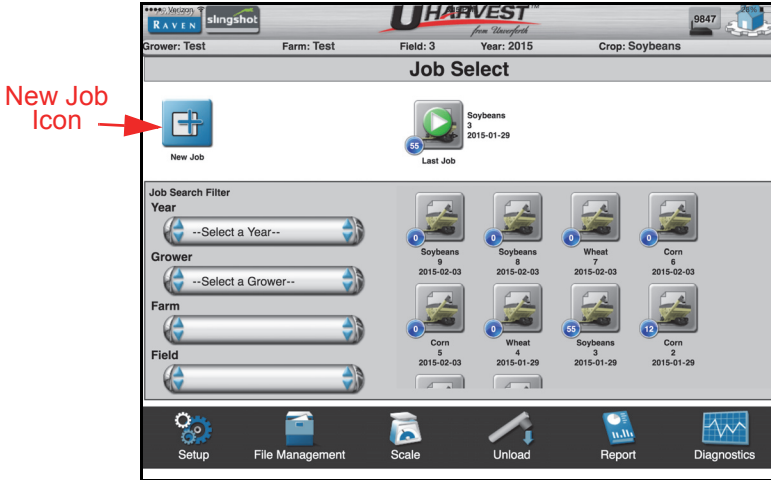 Verizon
28%
RAVEN
slingshot
UHARVEST™
from Unverferth
9847
Grower: Test Farm: Test Field: 3 Year: 2015 Crop: Soybeans
Job Select
New Job
Icon
New Job
55
Soybeans
3
2015-01-29
Last Job
Job Search Filter
Year
--Select a Year--
Grower
--Select a Grower--
Farm
Field
0 0 0 0
Soybeans Soybeans Wheat Corn
9 8 7 6
2015-02-03 2015-02-03 2015-02-03 2015-02-03
0 0 55 12
Corn Wheat Soybeans Corn
5 4 3 2
2015-02-03 2015-01-29 2015-01-29 2015-01-29
Setup File Management Scale Unload Report Diagnostics